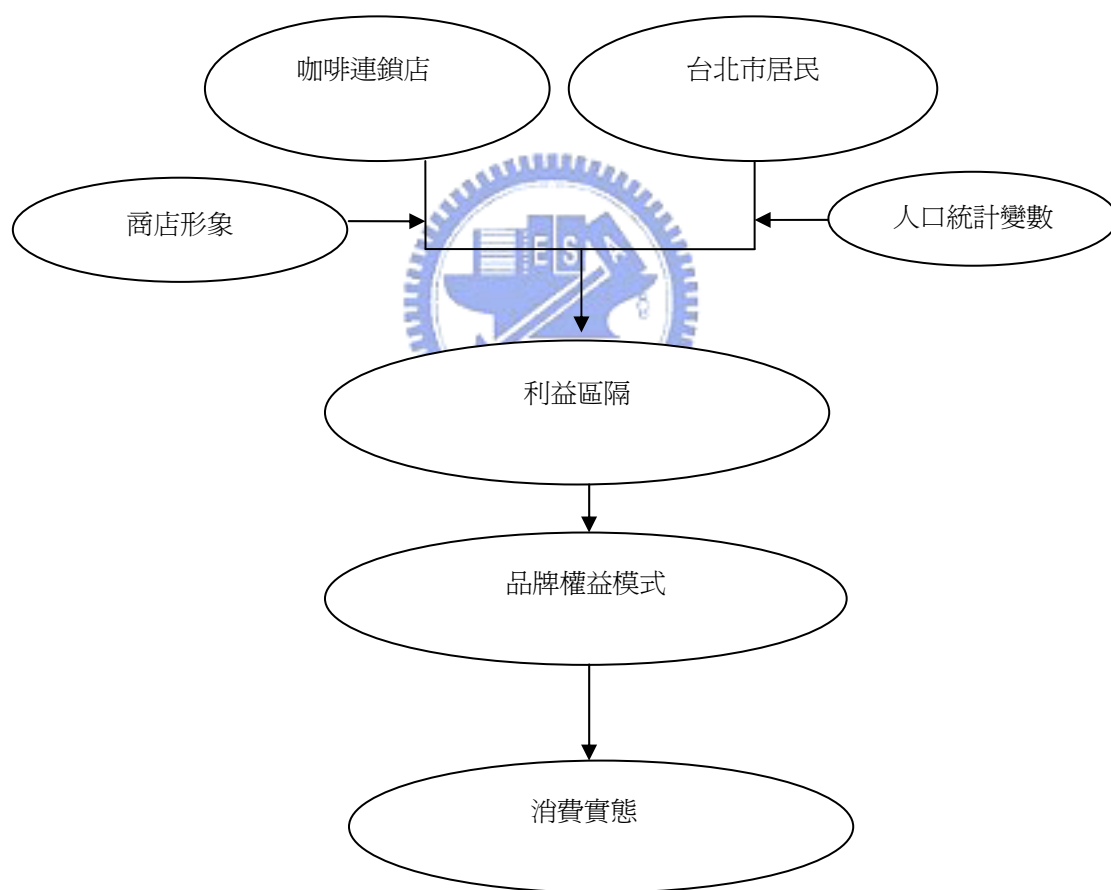 咖啡連鎖店
台北市居民
商店形象
人口統計變數
E S A
利益區隔
品牌權益模式
消費實態